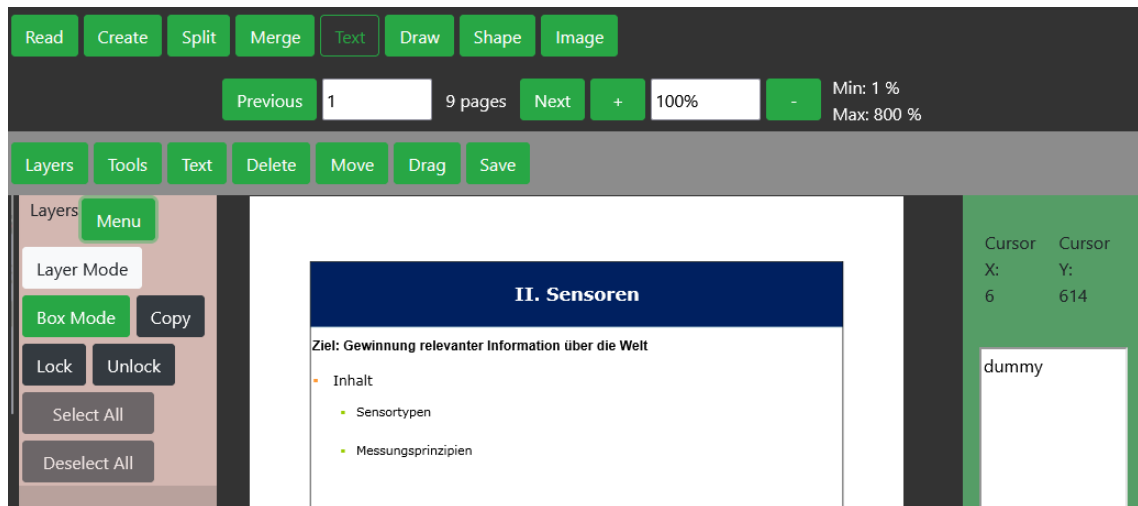 Read Create Split Merge Text Draw Shape Image
Previous 1 9 pages Next + 100% - Min: 1 %
Max: 800 %
Layers Tools Text Delete Move Drag Save
Layers Menu
Layer Mode
Box Mode Copy
Lock Unlock
Select All
Deselect All
II. Sensoren
Ziel: Gewinnung relevanter Information über die Welt
Inhalt
Sensortypen
Messungsprinzipien
Cursor X: 6
Cursor Y: 614
dummy